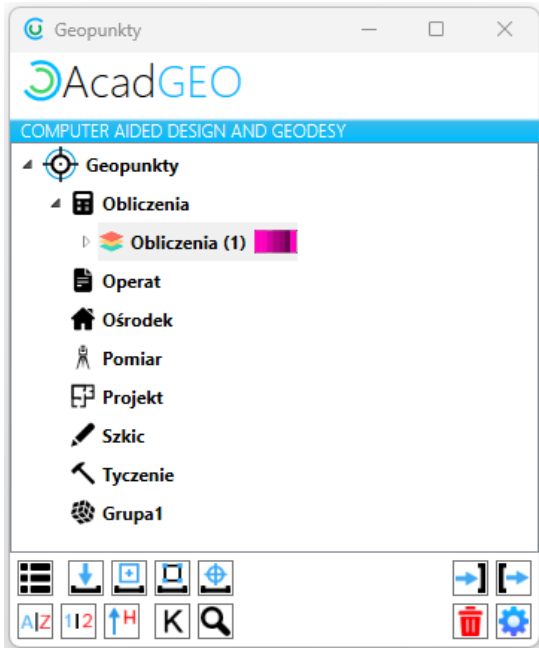 Geopunkty
AcadGEO
COMPUTER AIDED DESIGN AND GEODESY
Geopunkty
Obliczenia
Obliczenia (1)
Operat
Ośrodek
Pomiar
Projekt
Szkic
Tyczenie
Grupa1
A|Z 1|2 H K